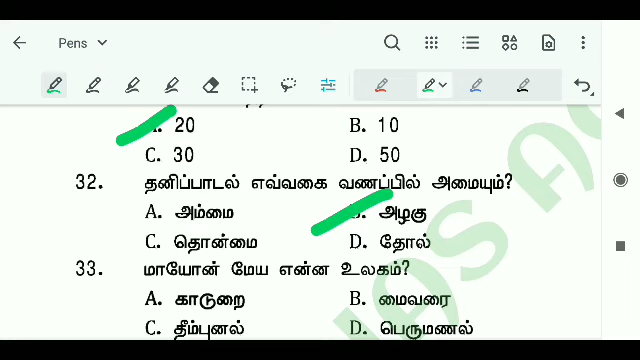 Pens
20 B. 10
C. 30 D. 50
32. தனிப்பாடல் எவ்வகை வணப்பில் அமையும்?
A. அம்மை B. அழகு
C. தொன்மை D. தோல்
33. மாயோன் மேய என்ன உலகம்?
A. காடுறை B. மைவரை
C. தீம்புனல் D. பெருமணல்